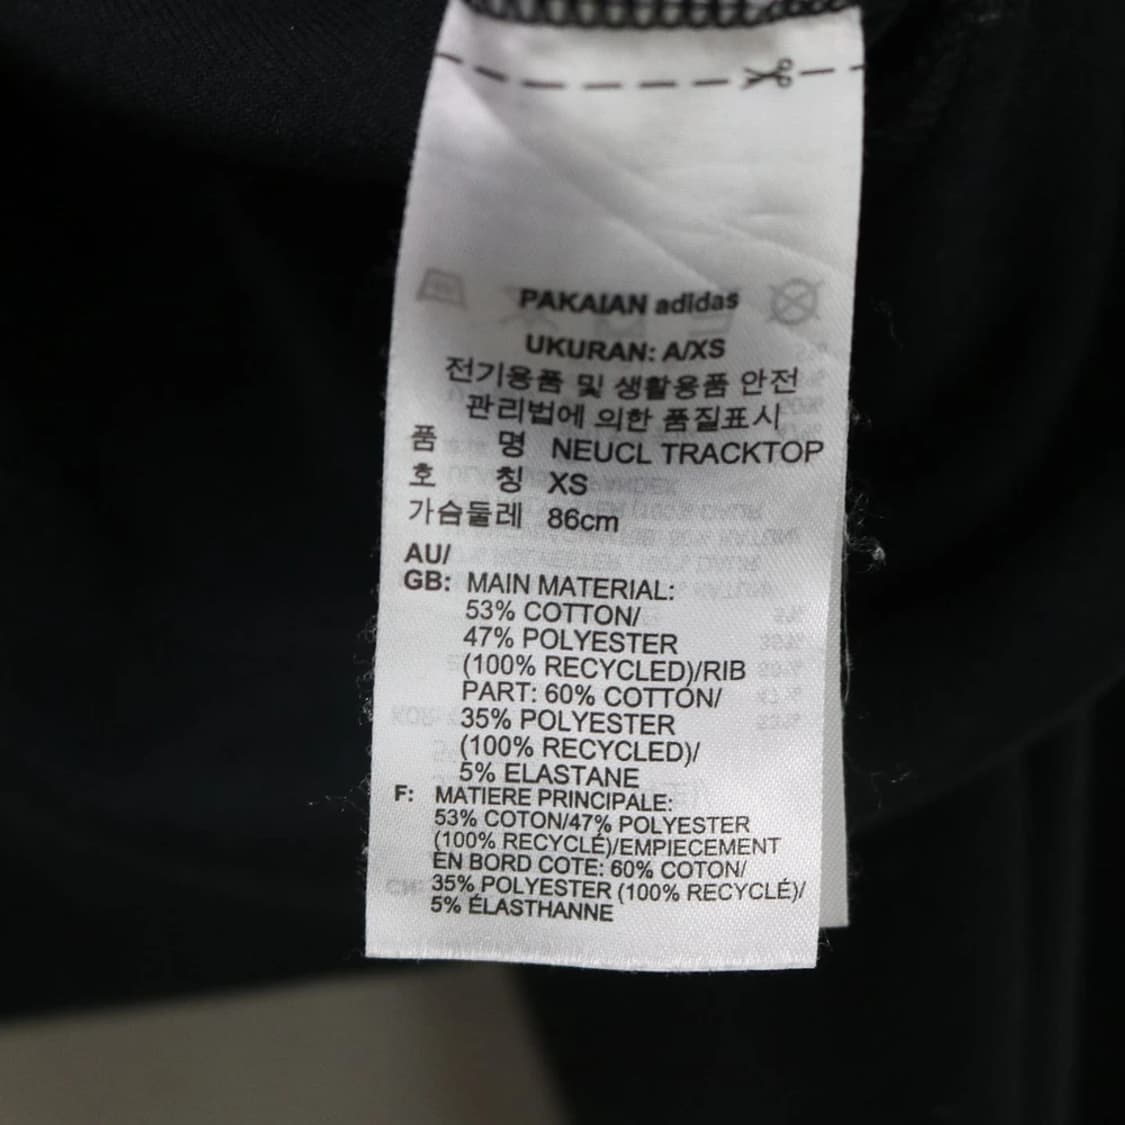 PAKAIAN adidas
UKURAN: A/XS
전기용품 및 생활용품 안전
관리법에 의한 품질표시
품 명 NEUCL TRACKTOP
호 칭 XS
가슴둘레 86cm
AU/
GB: MAIN MATERIAL:
53% COTTON/
47% POLYESTER
(100% RECYCLED)/RIB
PART: 60% COTTON/
35% POLYESTER
(100% RECYCLED)/
5% ELASTANE
F: MATIERE PRINCIPALE:
53% COTON/47% POLYESTER
(100% RECYCLÉ)/EMPIECEMENT
EN BORD COTE: 60% COTON/
35% POLYESTER (100% RECYCLÉ)/
5% ÉLASTHANNE